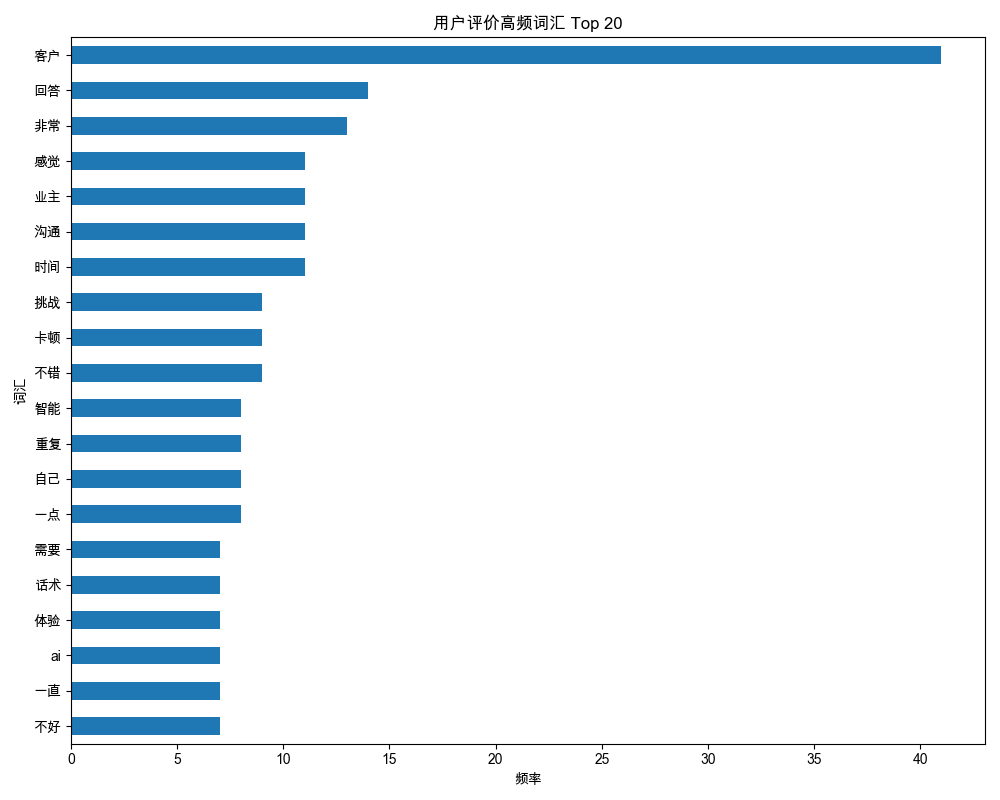 用户评价高频词汇 Top 20
词汇
客户
回答
非常
感觉
业主
沟通
时间
挑战
卡顿
不错
智能
重复
自己
一点
需要
话术
体验
ai
一直
不好
0 5 10 15 20 25 30 35 40
频率